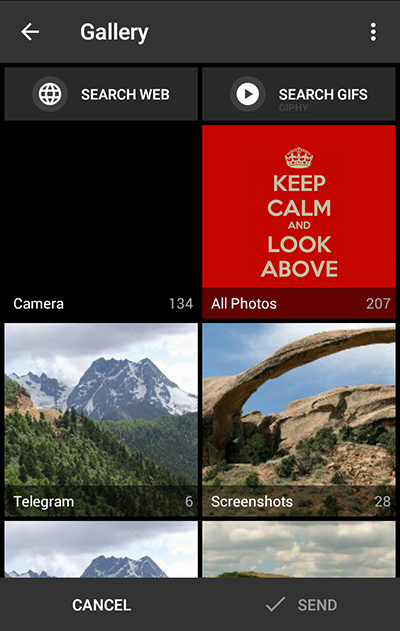 Gallery
SEARCH WEB
SEARCH GIFS
GIPHY
KEEP
CALM
AND
LOOK
ABOVE
Camera 134
All Photos 207
Telegram 6
Screenshots 28
CANCEL
SEND